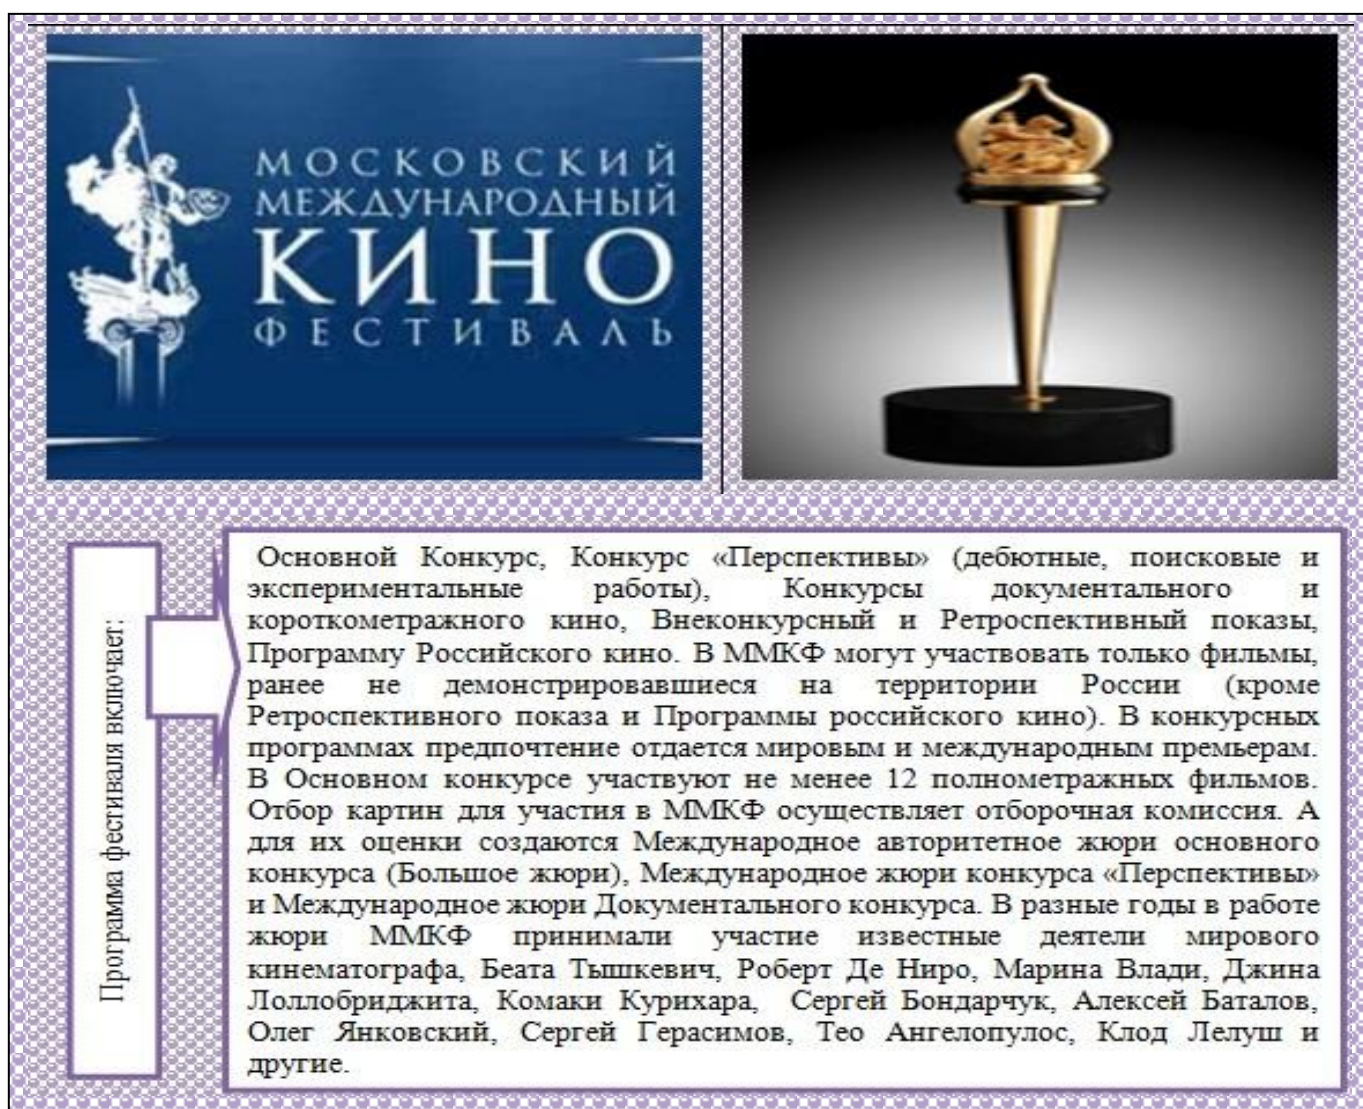 МОСКОВСКИЙ
МЕЖДУНАРОДНЫЙ
КИНО
ФЕСТИВАЛЬ
Программа фестиваля включает:
Основной Конкурс, Конкурс «Перспективы» (дебютные, поисковые и
экспериментальные работы), Конкурсы документального и
короткометражного кино, Внеконкурсный и Ретроспективный показы,
Программу Российского кино. В ММКФ могут участвовать только фильмы,
ранее не демонстрировавшиеся на территории России (кроме
Ретроспективного показа и Программы российского кино). В конкурсных
программах предпочтение отдается мировым и международным премьерам.
В Основном конкурсе участвуют не менее 12 полнометражных фильмов.
Отбор картин для участия в ММКФ осуществляет отборочная комиссия. А
для их оценки создаются Международное авторитетное жюри основного
конкурса (Большое жюри), Международное жюри конкурса «Перспективы»
и Международное жюри Документального конкурса. В разные годы в работе
жюри ММКФ принимали участие известные деятели мирового
кинематографа, Беата Тышкевич, Роберт Де Ниро, Марина Влади, Джина
Лоллобриджита, Комаки Курихара, Сергей Бондарчук, Алексей Баталов,
Олег Янковский, Сергей Герасимов, Тео Ангелопулос, Клод Лелуш и
другие.